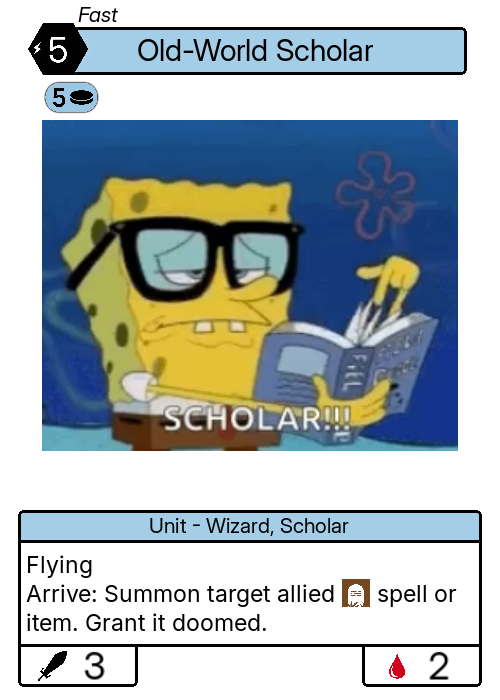 Fast
5
Old-World Scholar
5
SCHOLAR!!!
Unit - Wizard, Scholar
Flying
Arrive: Summon target allied spell or
item. Grant it doomed.
3
2